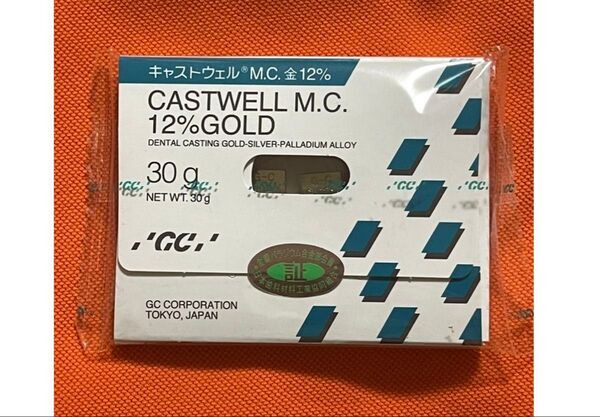 キャストウェル® M.C. 金12%
CASTWELL M.C.
12%GOLD
DENTAL CASTING GOLD-SILVER-PALLADIUM ALLOY
30 g
NET WT. 30g
G-C
G-C
GC
証
GC CORPORATION
TOKYO, JAPAN